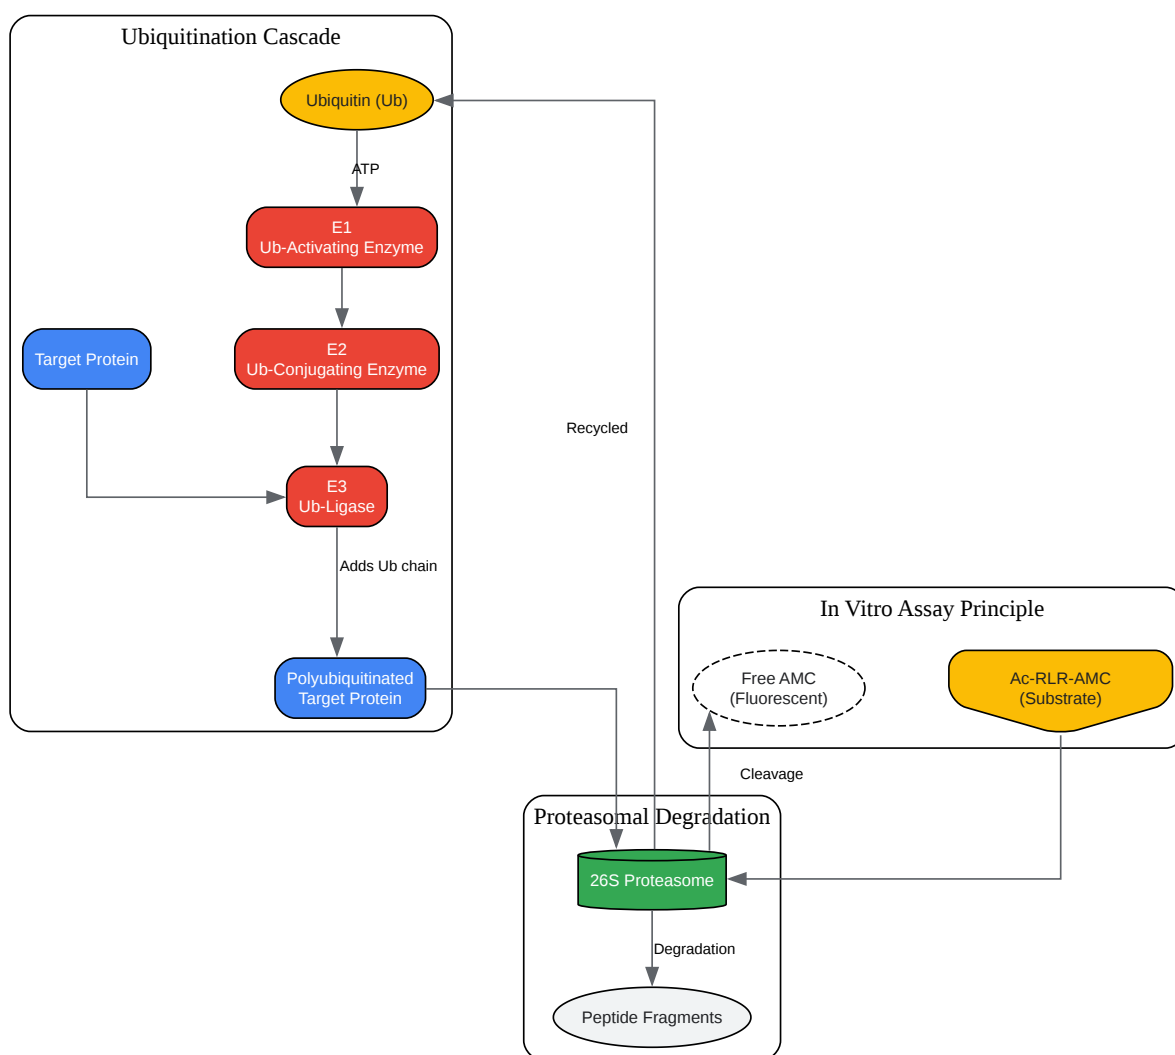 Ubiquitination Cascade
Ubiquitin (Ub)
ATP
E1
Ub-Activating Enzyme
Target Protein
E2
Ub-Conjugating Enzyme
Recycled
E3
Ub-Ligase
Adds Ub chain
Polyubiquitinated
Target Protein
In Vitro Assay Principle
Free AMC
(Fluorescent)
Ac-RLR-AMC
(Substrate)
Cleavage
Proteasomal Degradation
26S Proteasome
Degradation
Peptide Fragments